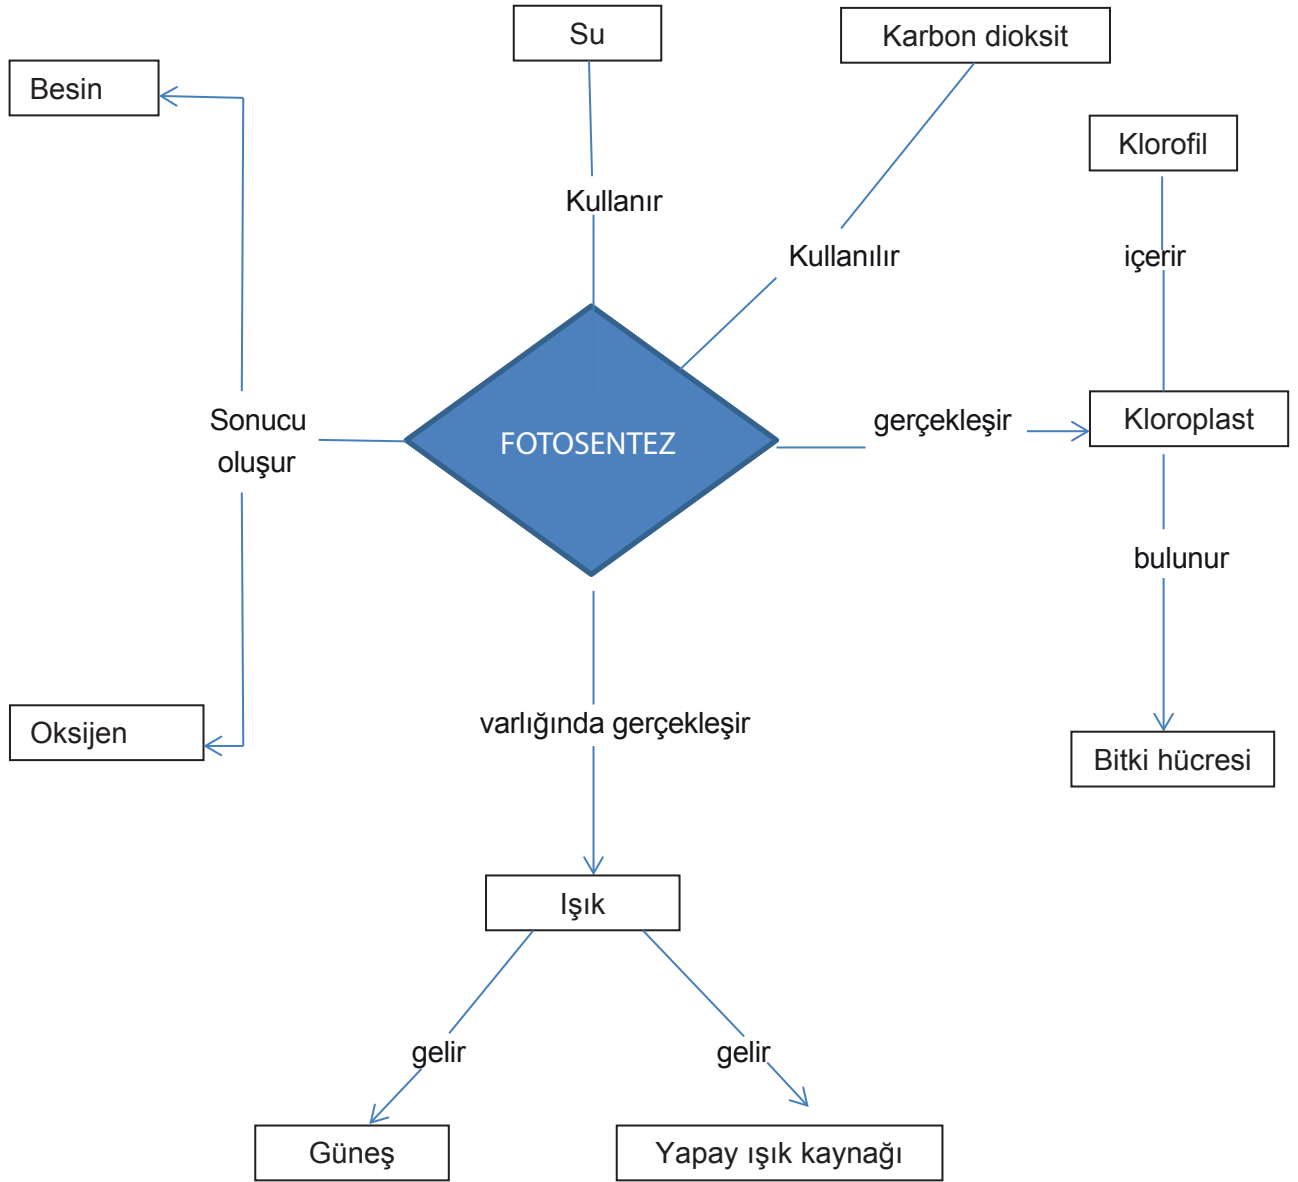 Su
Karbon dioksit
Besin
Klorofil
Kullanır
Kullanılır
içerir
Sonucu
oluşur
FOTOSENTEZ
gerçekleşir
Kloroplast
bulunur
varlığında gerçekleşir
Oksijen
Bitki hücresi
Işık
gelir
gelir
Güneş
Yapay ışık kaynağı